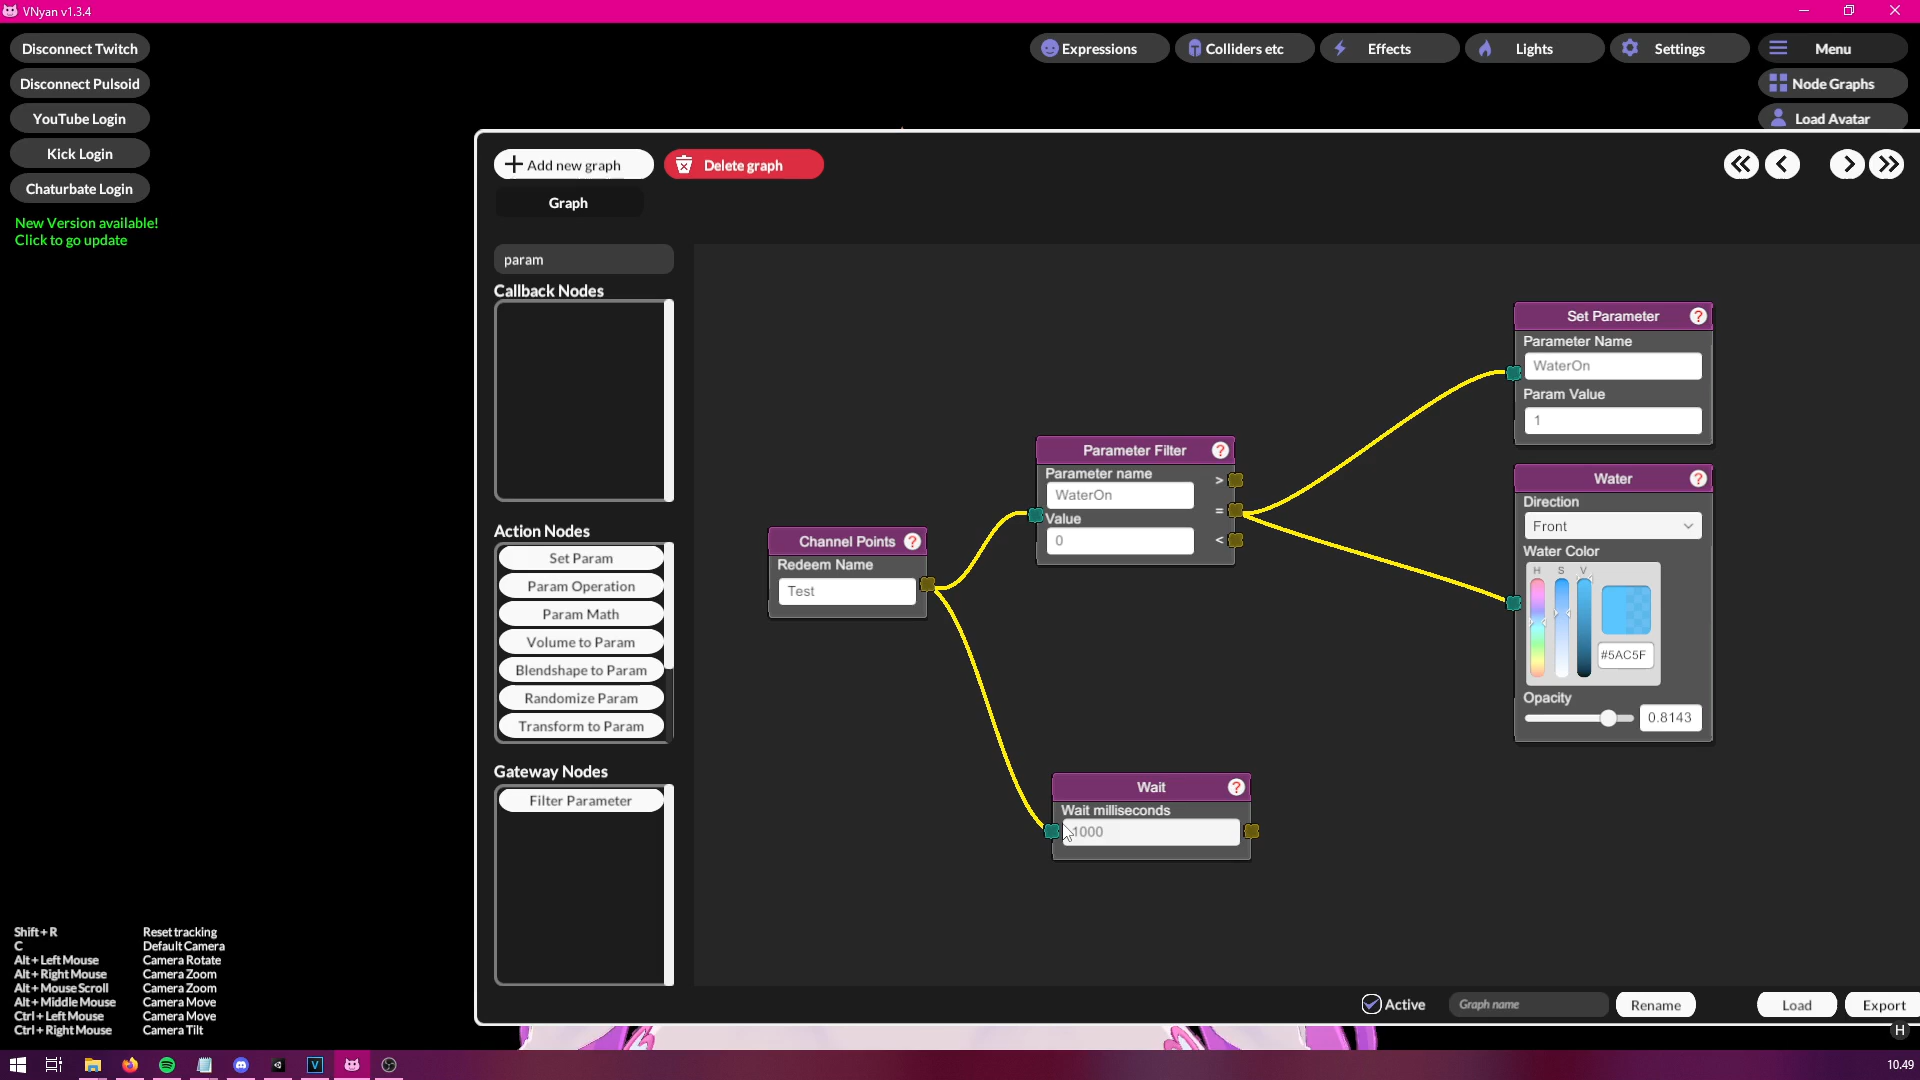 VNyan v1.3.4
Disconnect Twitch
Disconnect Pulsoid
YouTube Login
Kick Login
Chaturbate Login
New Version available!
Click to go update
Expressions
Colliders etc
Effects
Lights
Settings
Menu
Node Graphs
Load Avatar
Add new graph
Delete graph
Graph
param
Callback Nodes
Action Nodes
Set Param
Param Operation
Param Math
Volume to Param
Blendshape to Param
Randomize Param
Transform to Param
Gateway Nodes
Filter Parameter
Channel Points ?
Redeem Name
Test
Parameter Filter ?
Parameter name
WaterOn
Value
0
>
=
<
Wait ?
Wait milliseconds
1000
Set Parameter ?
Parameter Name
WaterOn
Param Value
1
Water ?
Direction
Front
Water Color
H S V
#5AC5F
Opacity
0.8143
Active
Graph name
Rename
Load
Export
H
Shift + R Reset tracking
C Default Camera
Alt + Left Mouse Camera Rotate
Alt + Right Mouse Camera Zoom
Alt + Mouse Scroll Camera Zoom
Alt + Middle Mouse Camera Move
Ctrl + Left Mouse Camera Move
Ctrl + Right Mouse Camera Tilt
V
10.49